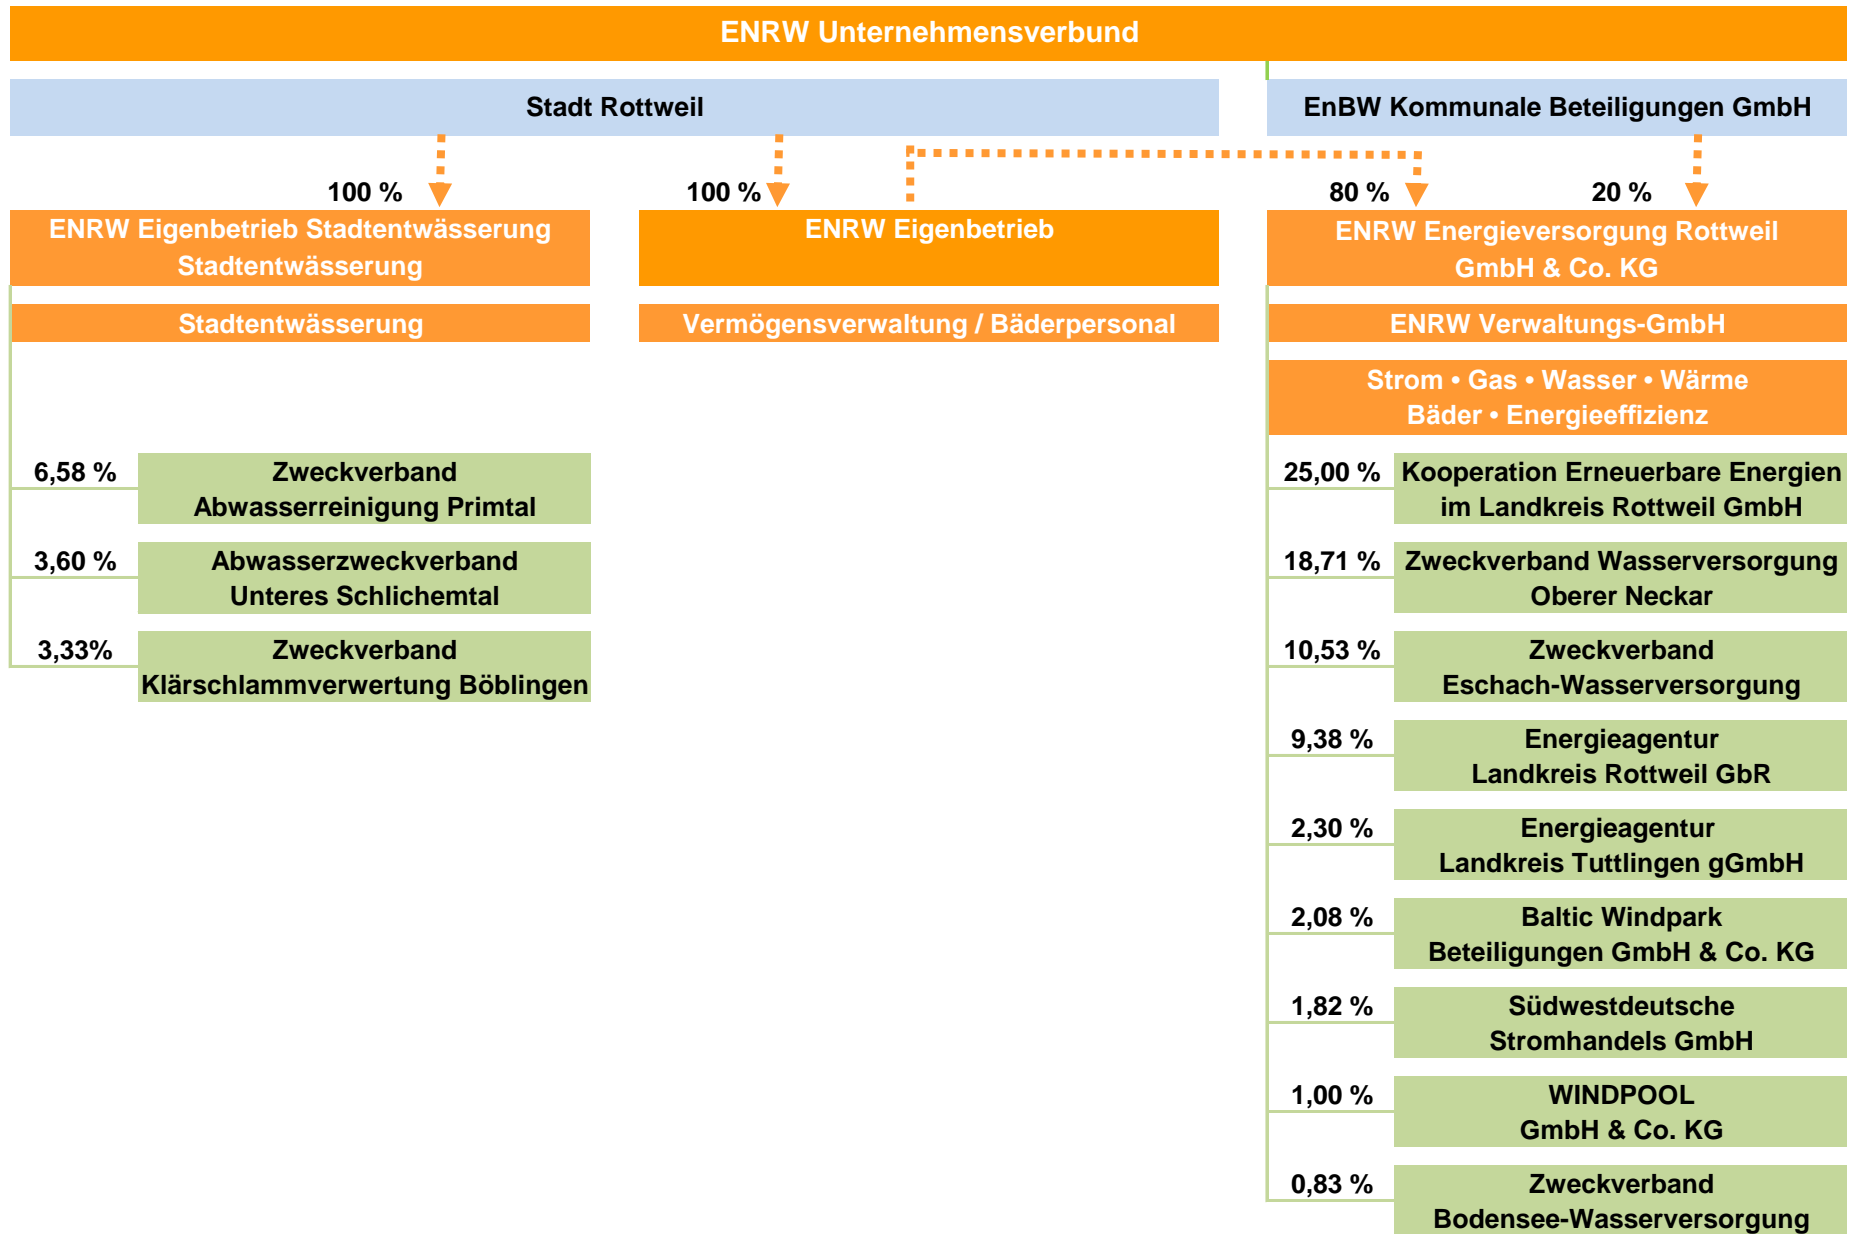 ENRW Unternehmensverbund
Stadt Rottweil
EnBW Kommunale Beteiligungen GmbH
100 %
100 %
80 %
20 %
ENRW Eigenbetrieb Stadtentwässerung
Stadtentwässerung
ENRW Eigenbetrieb
ENRW Energieversorgung Rottweil
GmbH & Co. KG
Stadtentwässerung
Vermögensverwaltung / Bäderpersonal
ENRW Verwaltungs-GmbH
Strom • Gas • Wasser • Wärme
Bäder • Energieeffizienz
6,58 %
Zweckverband
Abwasserreinigung Primtal
3,60 %
Abwasserzweckverband
Unteres Schlichemtal
3,33%
Zweckverband
Klärschlammverwertung Böblingen
25,00 %
Kooperation Erneuerbare Energien
im Landkreis Rottweil GmbH
18,71 %
Zweckverband Wasserversorgung
Oberer Neckar
10,53 %
Zweckverband
Eschach-Wasserversorgung
9,38 %
Energieagentur
Landkreis Rottweil GbR
2,30 %
Energieagentur
Landkreis Tuttlingen gGmbH
2,08 %
Baltic Windpark
Beteiligungen GmbH & Co. KG
1,82 %
Südwestdeutsche
Stromhandels GmbH
1,00 %
WINDPOOL
GmbH & Co. KG
0,83 %
Zweckverband
Bodensee-Wasserversorgung